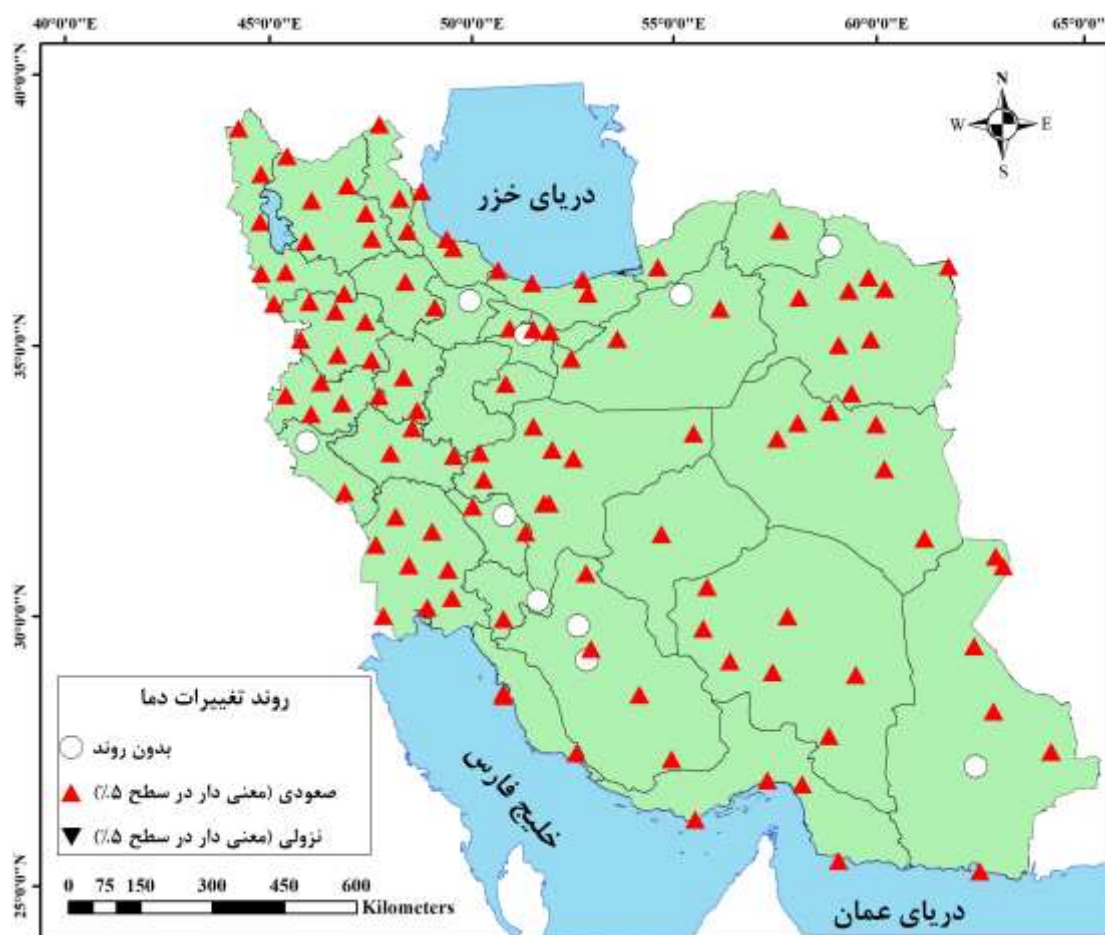 40°0'0"E 45°0'0"E 50°0'0"E 55°0'0"E 60°0'0"E 65°0'0"E
40°0'0"N
35°0'0"N
30°0'0"N
25°0'0"N
N
W E
S
دریای خزر
روند تغییرات دما
بدون روند
صعودی (معنی دار در سطح ۵٪)
نزولی (معنی دار در سطح ۵٪)
خلیج فارس
دریای عمان
0 75 150 300 450 600
Kilometers